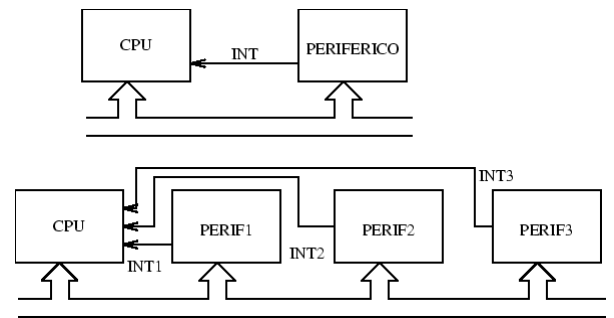 CPU
INT
PERIFERICO
INT3
CPU
PERIF1
PERIF2
PERIF3
INT1
INT2